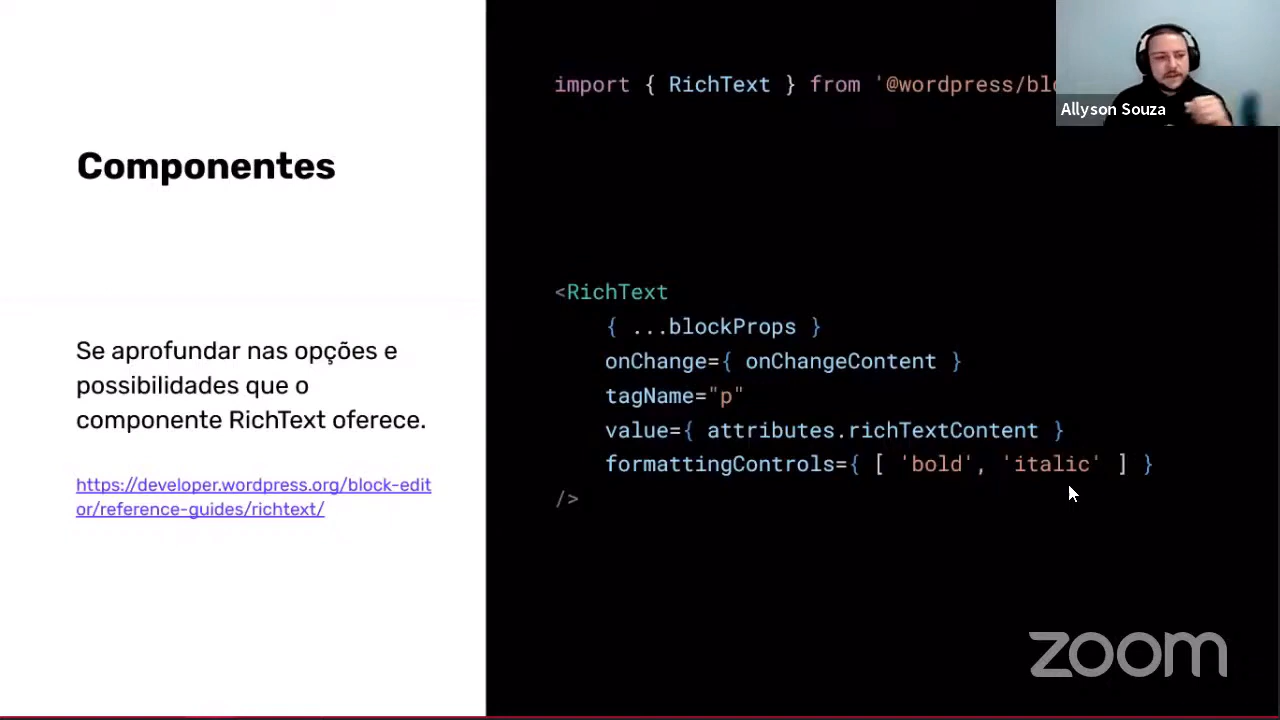 Componentes
Se aprofundar nas opções e
possibilidades que o
componente RichText oferece.
https://developer.wordpress.org/block-edit
or/reference-guides/richtext/
import { RichText } from '@wordpress/blo
<RichText
{ ...blockProps }
onChange={ onChangeContent }
tagName="p"
value={ attributes.richTextContent }
formattingControls={ [ 'bold', 'italic' ] }
/>
Allyson Souza
zoom